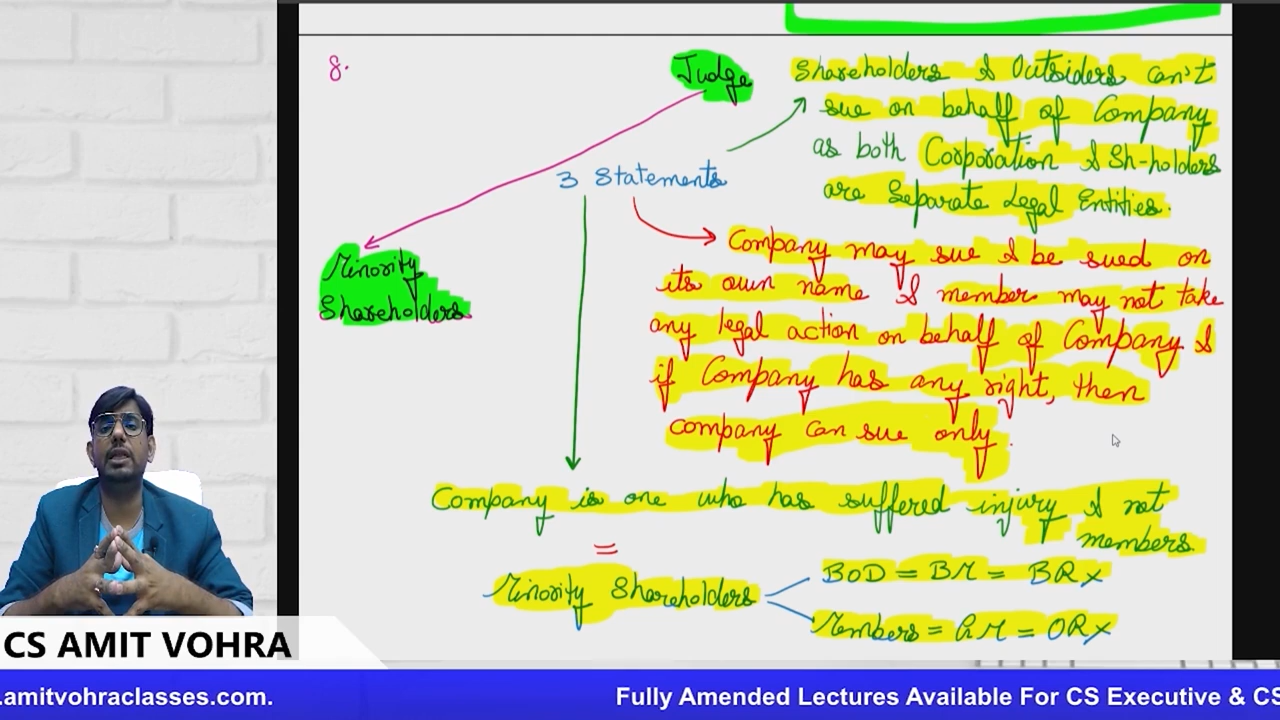 8.
Judge
Shareholders & Outsiders can't
sue on behalf of Company
as both Corporation & Sh-holders
are Separate Legal Entities.
3 Statements
Minority
Shareholders
Company may sue & be sued on
its own name & member may not take
any legal action on behalf of Company &
if Company has any right, then
company can sue only.
Company is one who has suffered injury & not
members.
=
Minority Shareholders
BOD = BM = BR x
Members = GM = OR x
CS AMIT VOHRA
.amitvohraclasses.com.
Fully Amended Lectures Available For CS Executive & CS